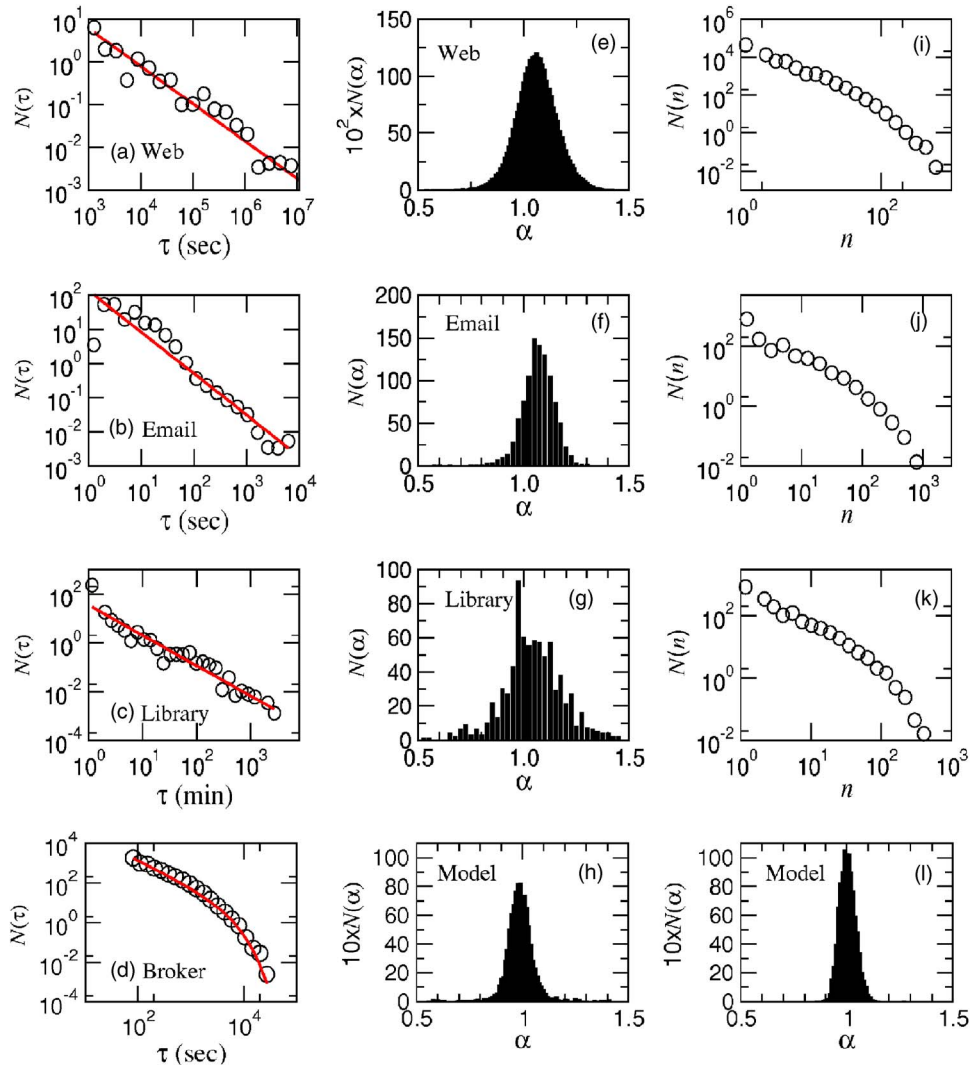 10^1
10^0
10^-1
10^-2
10^-3
N(τ)
(a) Web
10^3 10^4 10^5 10^6 10^7
τ (sec)
150
100
50
0
10^2xN(α)
Web
(e)
0.5 1.0 1.5
α
10^6
10^4
10^2
10^0
10^-2
N(n)
(i)
10^0 10^2
n
10^2
10^1
10^0
10^-1
10^-2
10^-3
N(τ)
(b) Email
10^0 10^1 10^2 10^3 10^4
τ (sec)
200
150
100
50
0
N(α)
Email
(f)
0.5 1.0 1.5
α
10^2
10^0
10^-2
N(n)
(j)
10^0 10^1 10^2 10^3
n
10^2
10^0
10^-2
10^-4
N(τ)
(c) Library
10^0 10^1 10^2 10^3
τ (min)
100
80
60
40
20
0
N(α)
Library
(g)
0.5 1.0 1.5
α
10^2
10^0
10^-2
N(n)
(k)
10^0 10^1 10^2 10^3
n
10^4
10^2
10^0
10^-2
10^-4
N(τ)
(d) Broker
10^2 10^4
τ (sec)
100
80
60
40
20
0
10xN(α)
Model
(h)
0.5 1 1.5
α
100
80
60
40
20
0
10xN(α)
Model
(l)
0.5 1 1.5
α